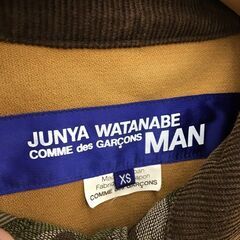 JUNYA WATANABE
COMME des GARÇONS MAN
XS
COMME des GARÇONS